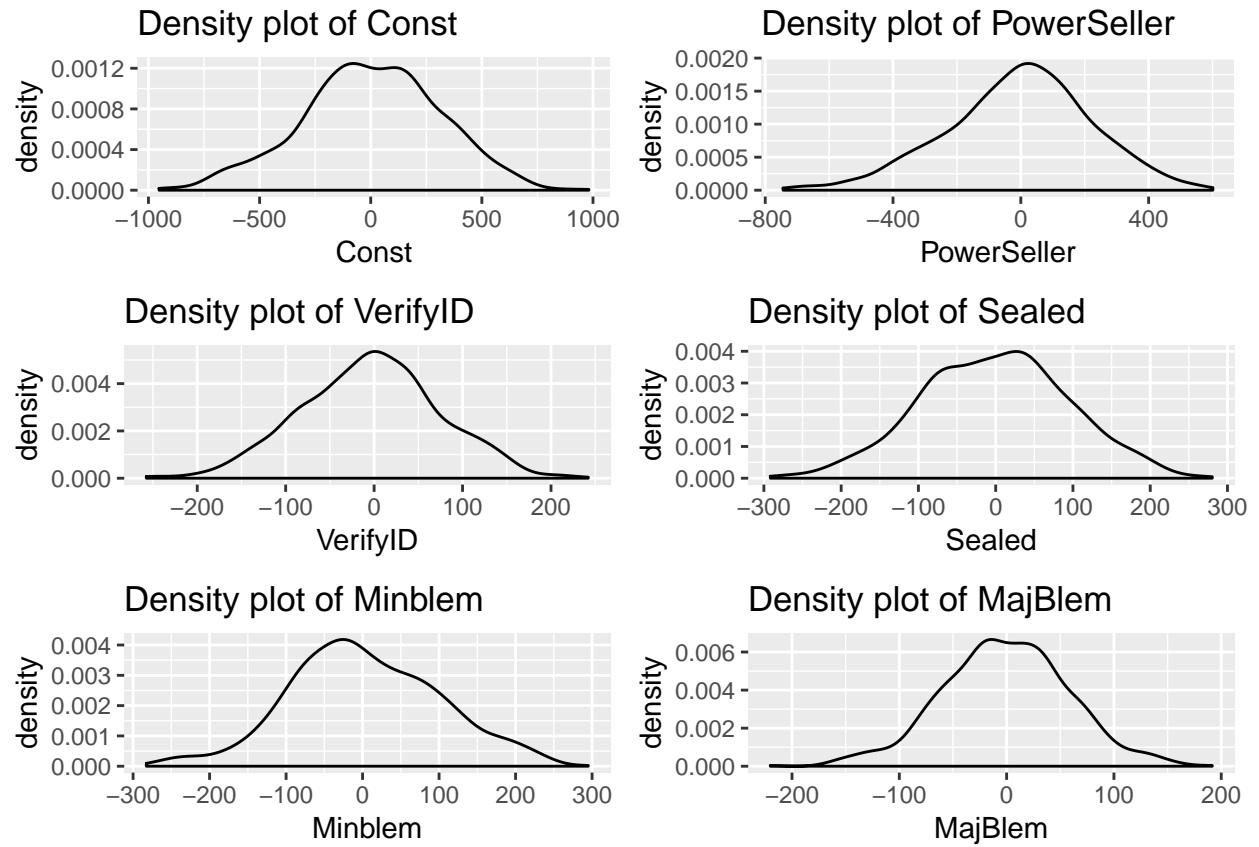 Density plot of Const
density
0.0012
0.0008
0.0004
0.0000
−1000 −500 0 500 1000
Const
Density plot of PowerSeller
density
0.0020
0.0015
0.0010
0.0005
0.0000
−800 −400 0 400
PowerSeller
Density plot of VerifyID
density
0.004
0.002
0.000
−200 −100 0 100 200
VerifyID
Density plot of Sealed
density
0.004
0.003
0.002
0.001
0.000
−300 −200 −100 0 100 200 300
Sealed
Density plot of Minblem
density
0.004
0.003
0.002
0.001
0.000
−300 −200 −100 0 100 200 300
Minblem
Density plot of MajBlem
density
0.006
0.004
0.002
0.000
−200 −100 0 100 200
MajBlem